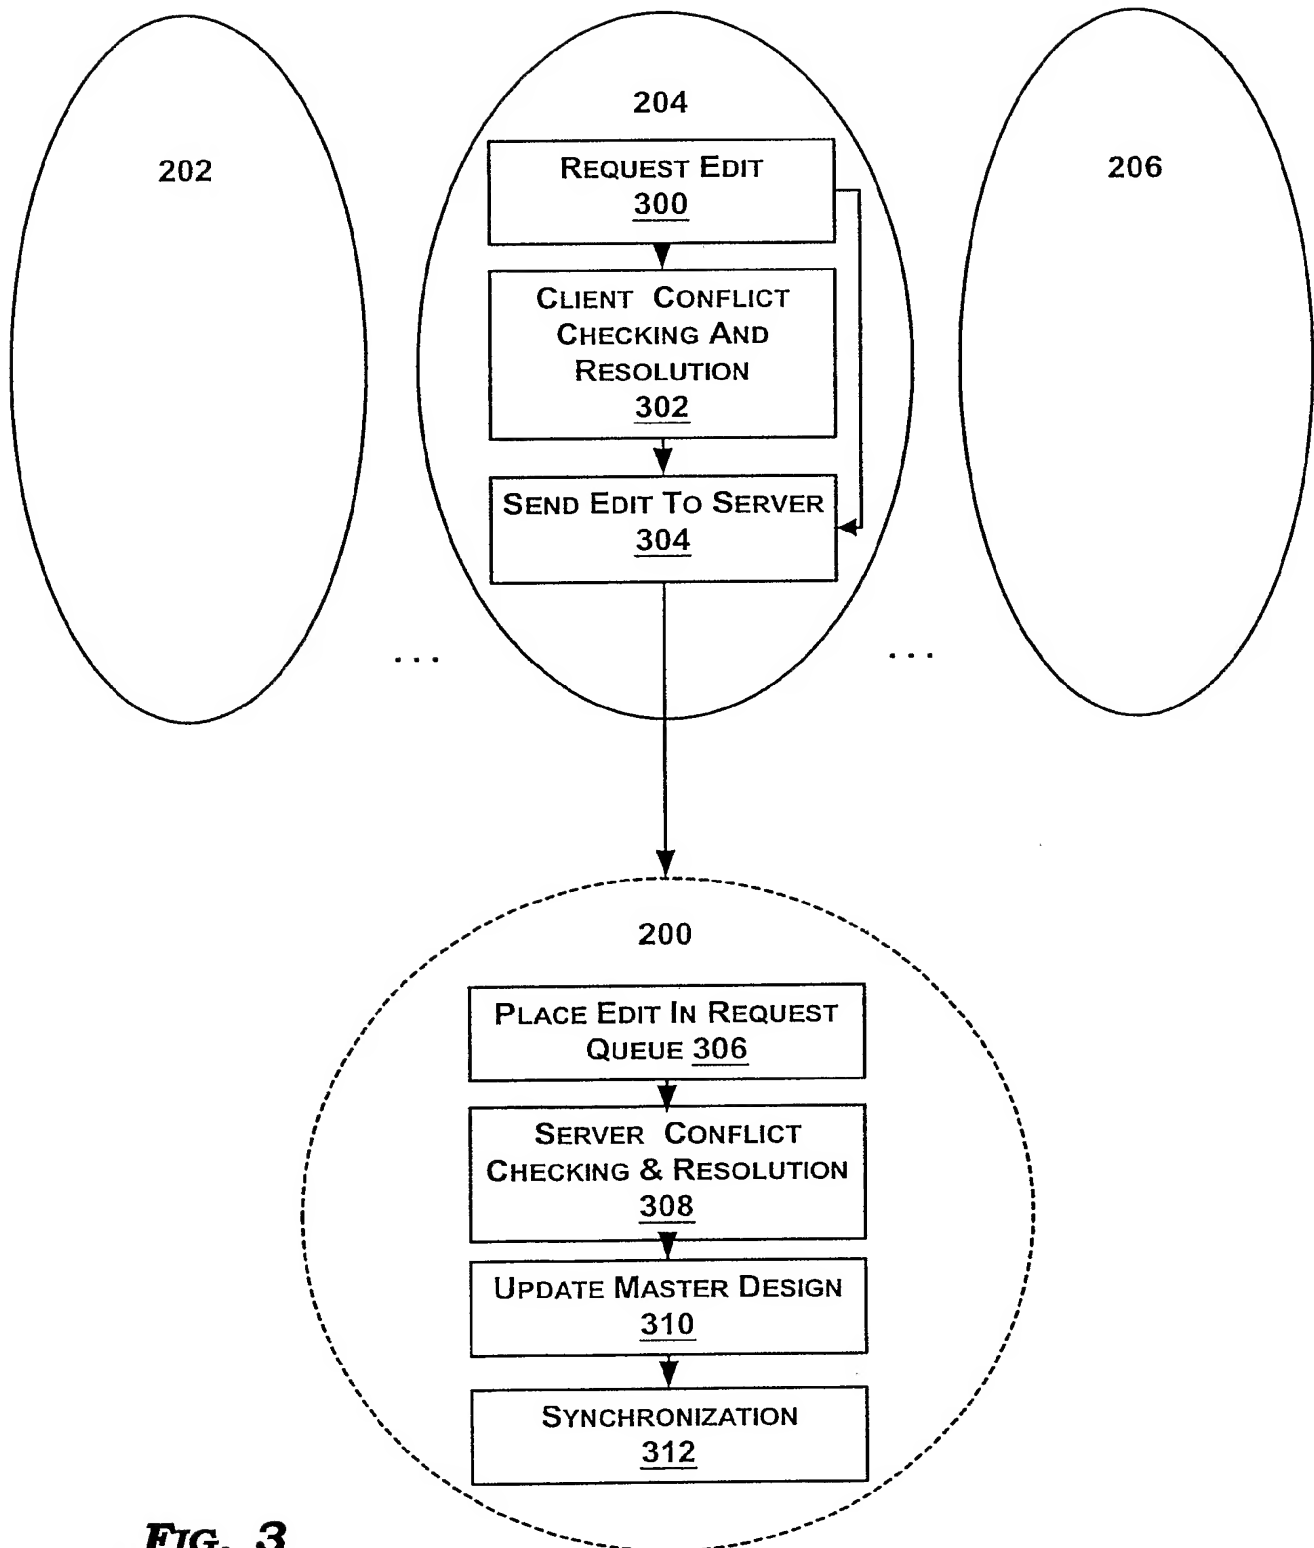 202
204
206
REQUEST EDIT
300
CLIENT CONFLICT
CHECKING AND
RESOLUTION
302
SEND EDIT TO SERVER
304
...
...
200
PLACE EDIT IN REQUEST
QUEUE 306
SERVER CONFLICT
CHECKING & RESOLUTION
308
UPDATE MASTER DESIGN
310
SYNCHRONIZATION
312
FIG. 3